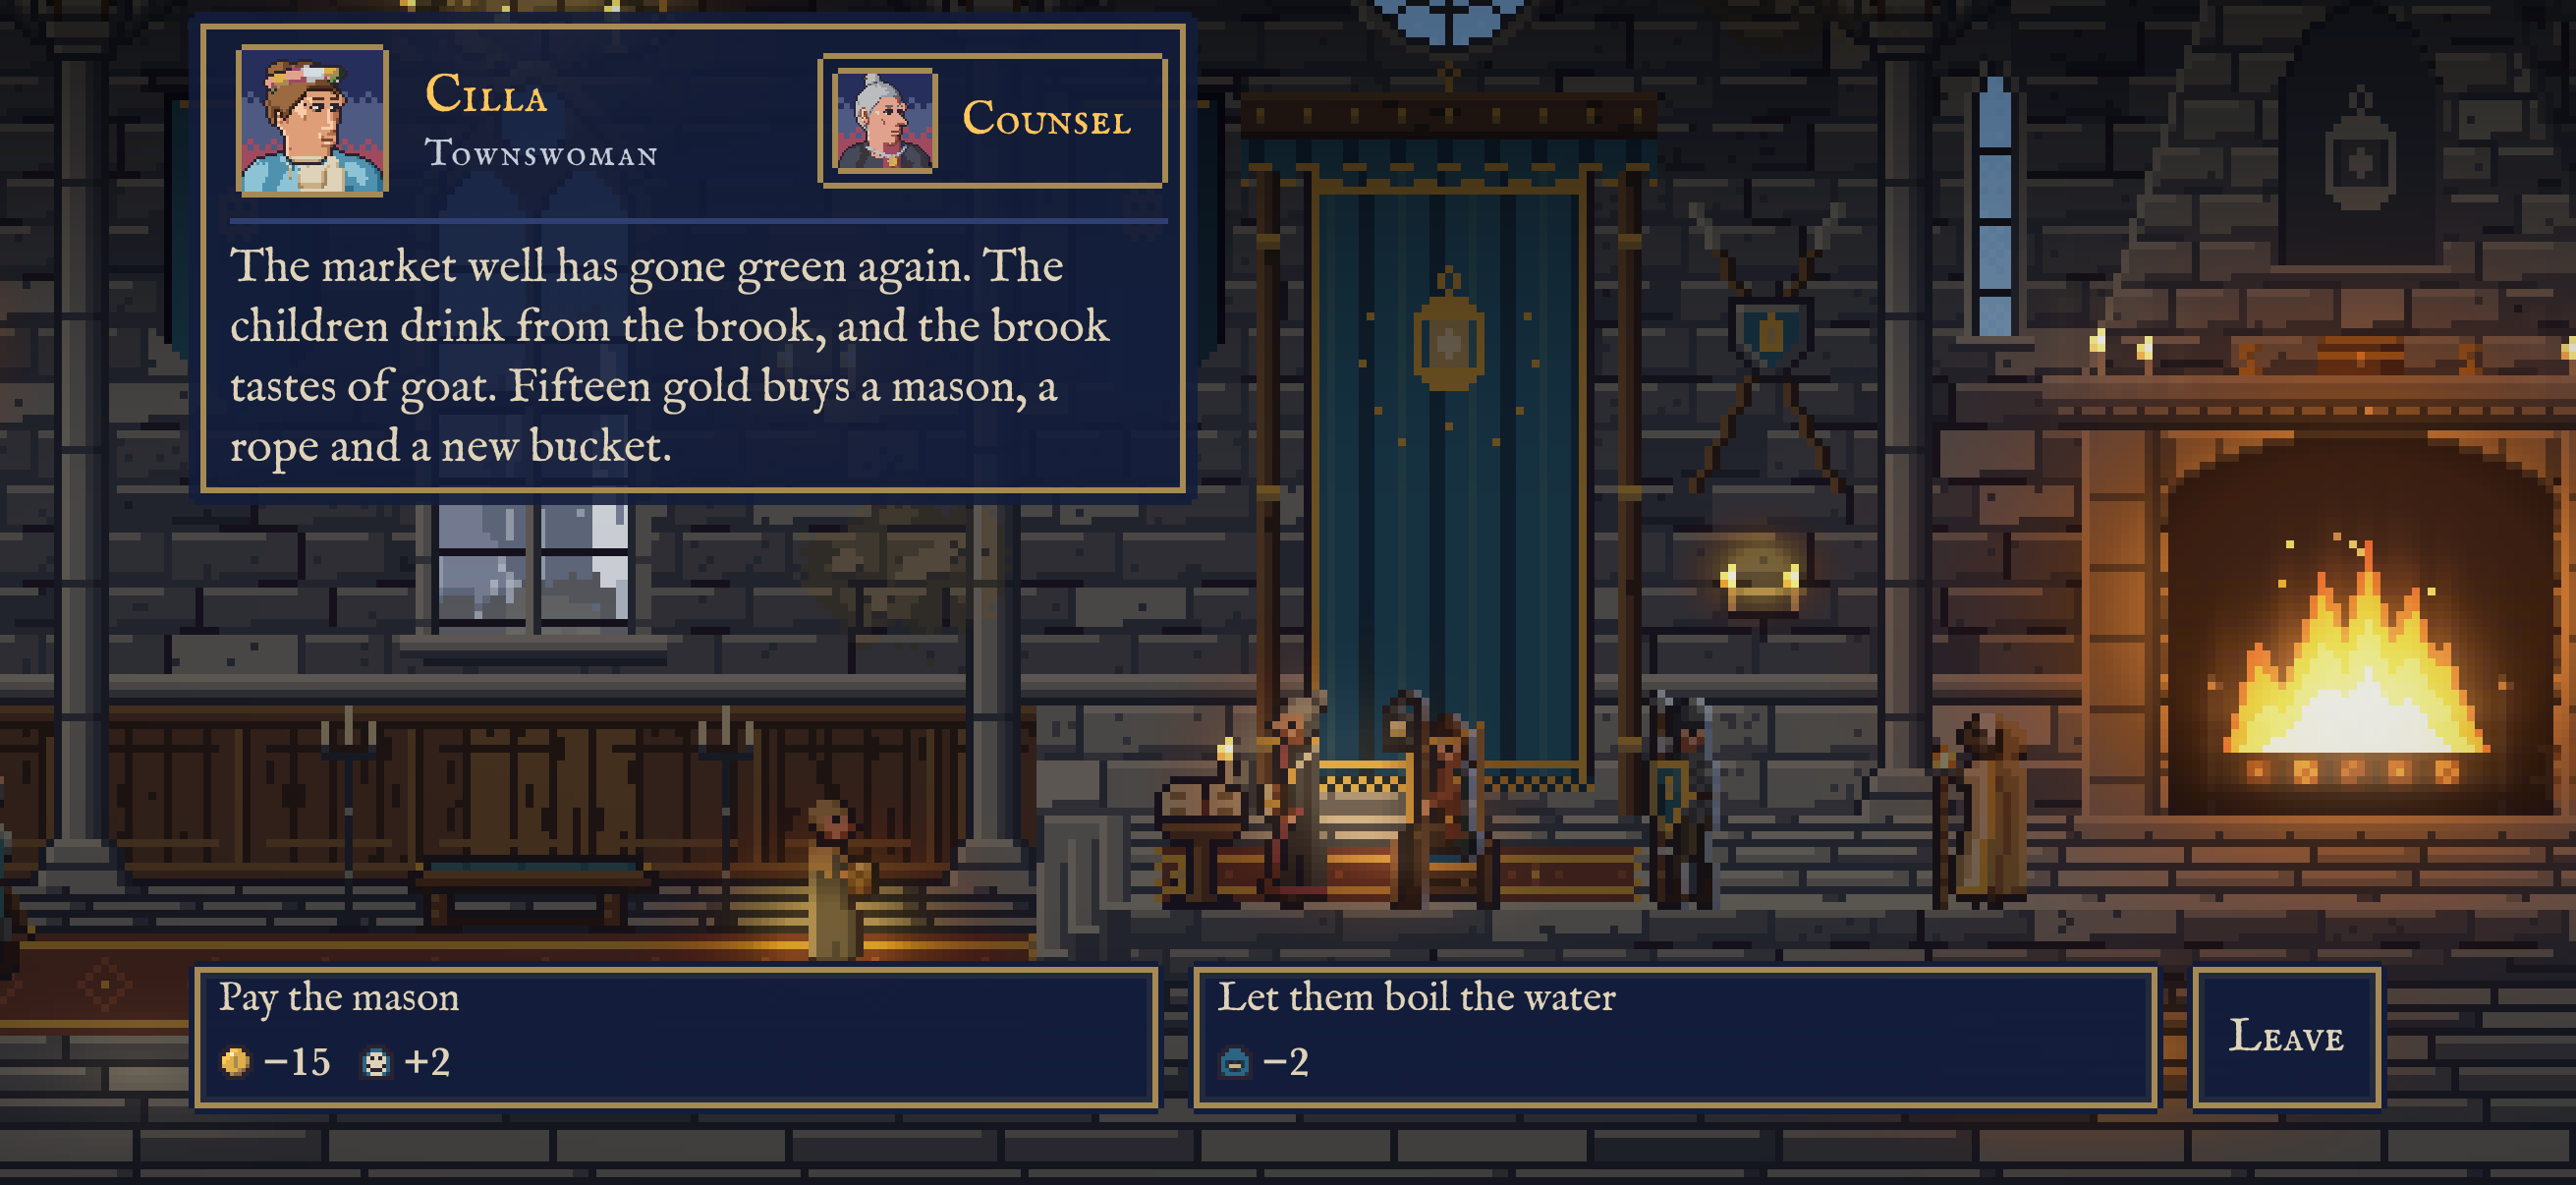 Cilla
Townswoman
Counsel
The market well has gone green again. The
children drink from the brook, and the brook
tastes of goat. Fifteen gold buys a mason, a
rope and a new bucket.
Pay the mason
−15 +2
Let them boil the water
−2
Leave